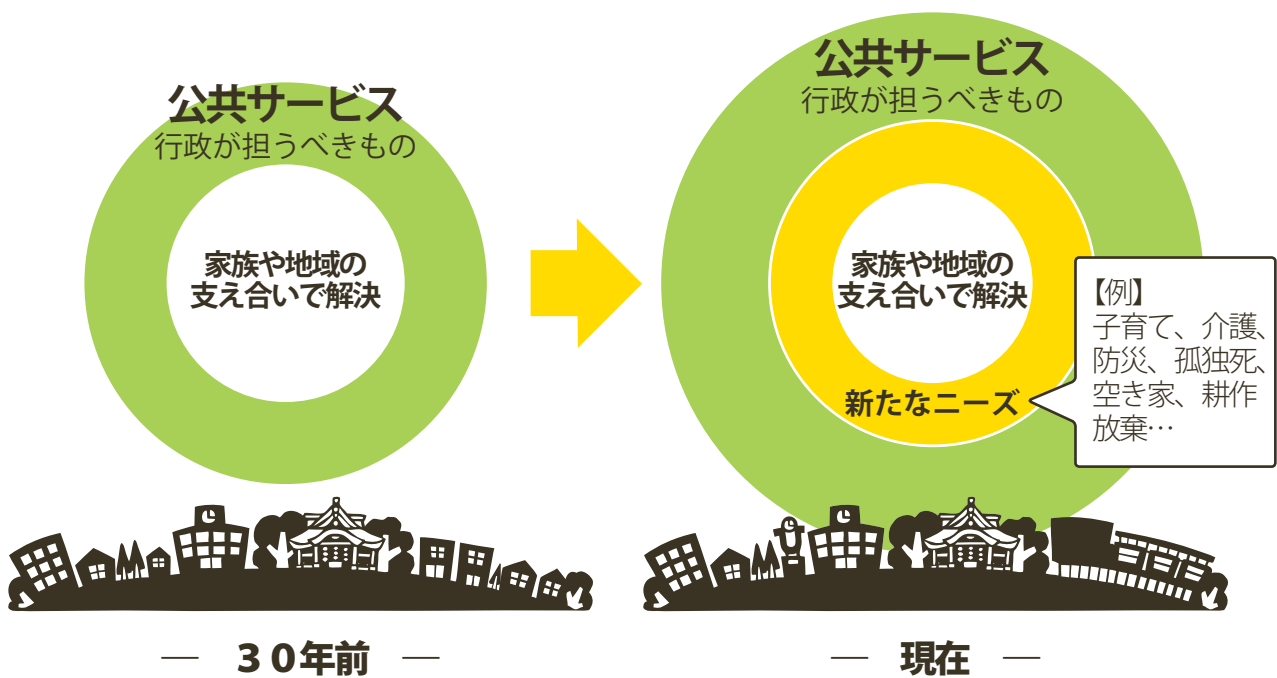 公共サービス
行政が担うべきもの
家族や地域の
支え合いで解決
― ３０年前 ―
公共サービス
行政が担うべきもの
家族や地域の
支え合いで解決
新たなニーズ
【例】
子育て、介護、
防災、孤独死、
空き家、耕作
放棄…
― 現在 ―